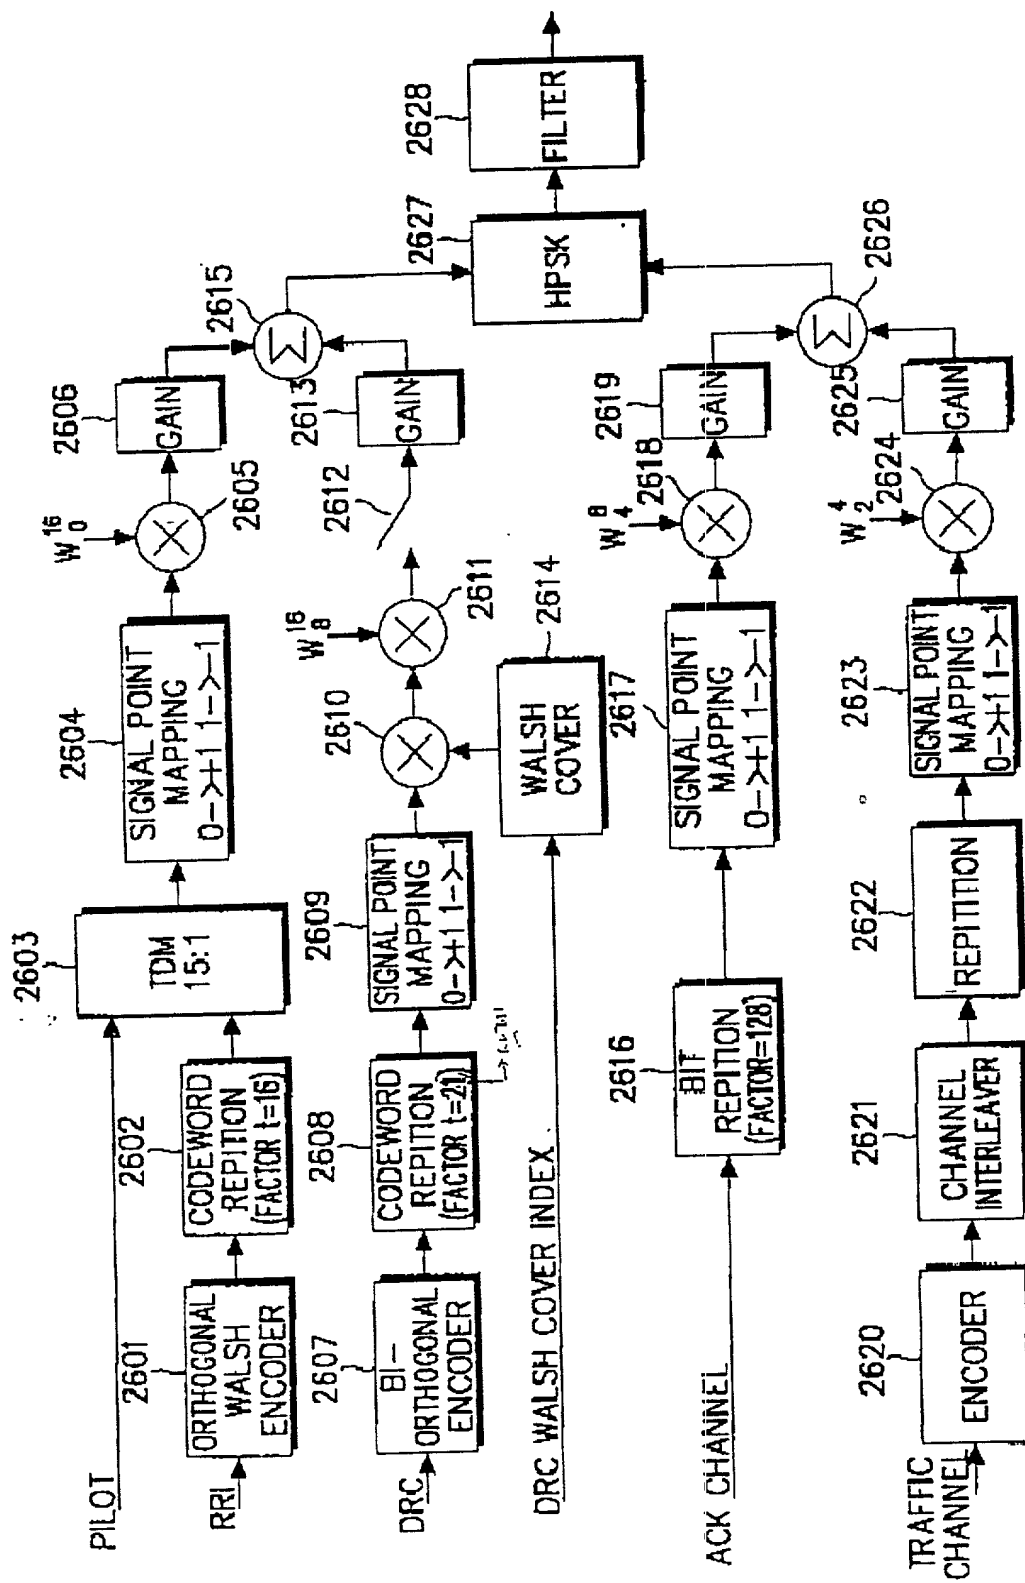 PILOT
2603
TDM
15:1
2604
SIGNAL POINT
MAPPING
0->+1 1->-1
W 16 0
2605
2606
GAIN
2615
Σ
RRI
2601
ORTHOGONAL
WALSH
ENCODER
2602
CODEWORD
REPITION
(FACTOR t=16)
DRC
2607
BI-
ORTHOGONAL
ENCODER
2608
CODEWORD
REPITION
(FACTOR t=21)
2609
SIGNAL POINT
MAPPING
0->+1 1->-1
2610
W 16 8
2611
2612
2613
GAIN
DRC WALSH COVER INDEX
2614
WALSH
COVER
2627
HPSK
2628
FILTER
ACK CHANNEL
2616
BIT
REPITION
(FACTOR=128)
2617
SIGNAL POINT
MAPPING
0->+1 1->-1
W 8 4
2618
2619
GAIN
2626
Σ
TRAFFIC
CHANNEL
2620
ENCODER
2621
CHANNEL
INTERLEAVER
2622
REPITITION
2623
SIGNAL POINT
MAPPING
0->+1 1->-1
W 4 2
2624
2625
GAIN